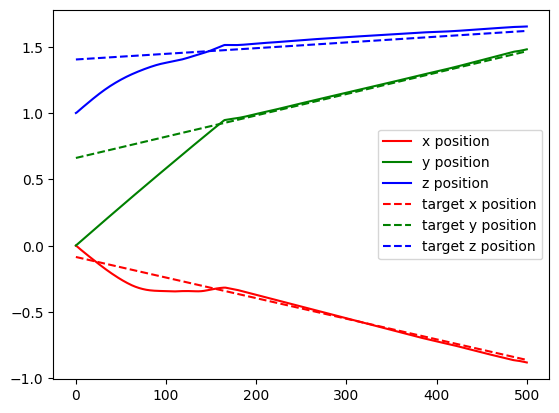 1.5
1.0
0.5
0.0
−0.5
−1.0
x position
y position
z position
target x position
target y position
target z position
0
100
200
300
400
500